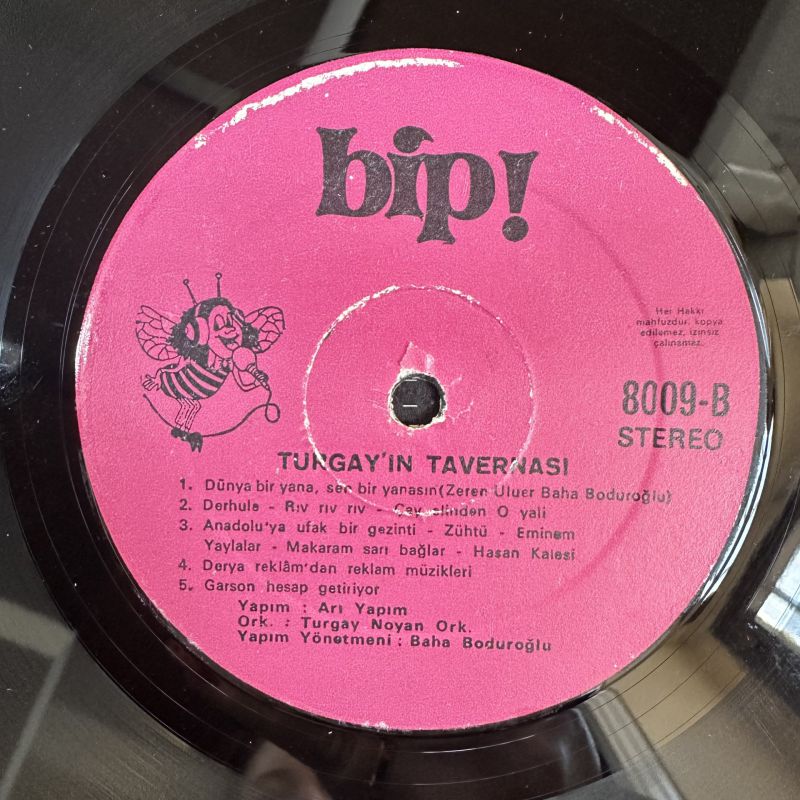 bip!
Her Hakkı
mahfuzdur, kopya
edilemez, izinsiz
çalınamaz.
8009-B
STEREO
TURGAY'IN TAVERNASI
1. Dünya bir yana, sen bir yanasın (Zeren Uluer Baha Boduroğlu)
2. Derhule - Rıv rıv rıv - Çay elinden O yali
3. Anadolu'ya ufak bir gezinti - Zühtü - Eminem
Yaylalar - Makaram sarı bağlar - Hasan Kalesi
4. Derya reklâm'dan reklam müzikleri
5. Garson hesap getiriyor
Yapım : Arı Yapım
Ork. : Turgay Noyan Ork.
Yapım Yönetmeni : Baha Boduroğlu